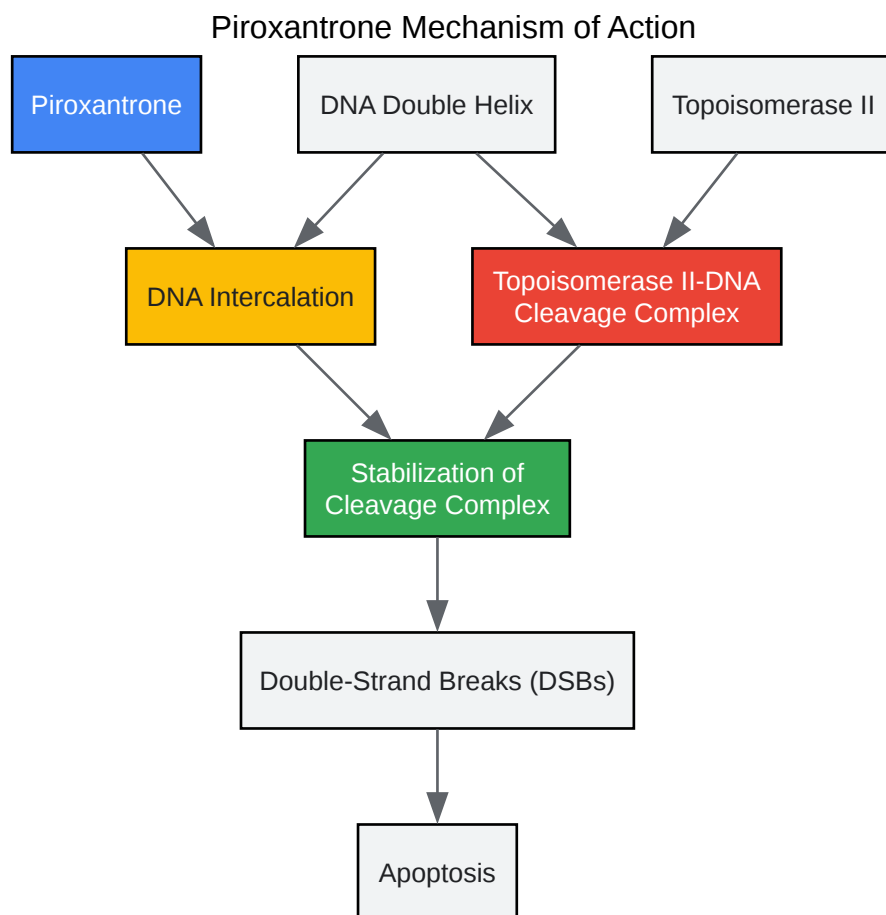 Piroxantrone Mechanism of Action
Piroxantrone
DNA Double Helix
Topoisomerase II
DNA Intercalation
Topoisomerase II-DNA
Cleavage Complex
Stabilization of
Cleavage Complex
Double-Strand Breaks (DSBs)
Apoptosis